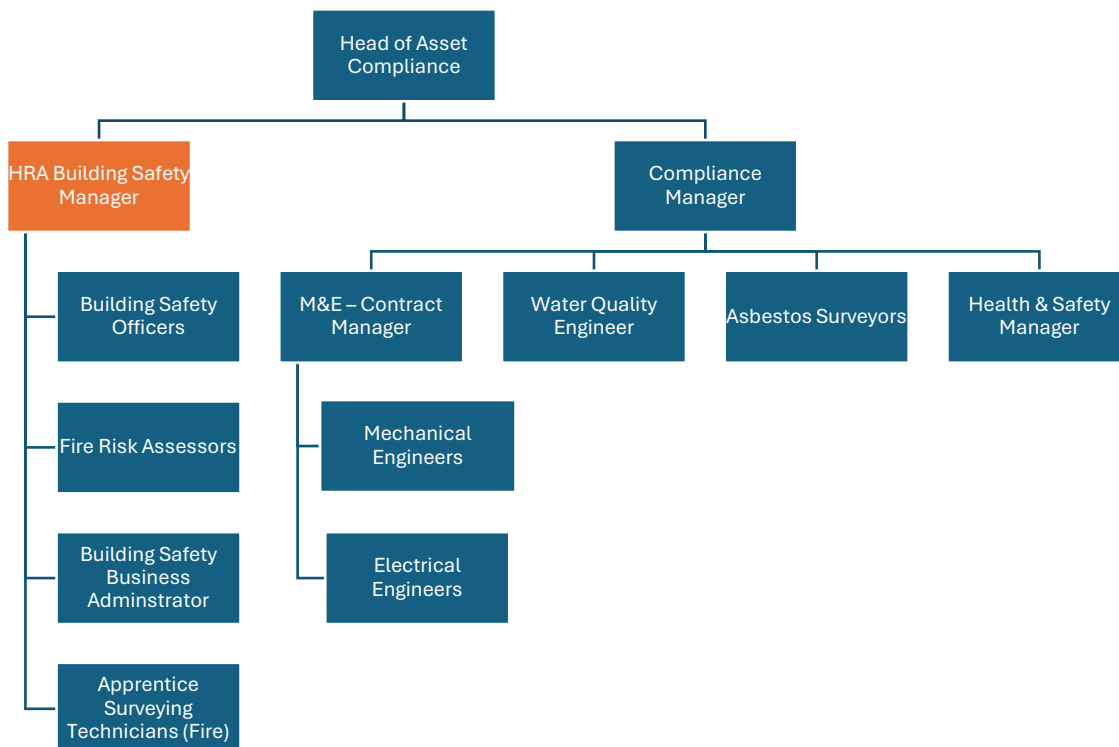 Head of Asset
Compliance
HRA Building Safety
Manager
Compliance
Manager
Building Safety
Officers
M&E – Contract
Manager
Water Quality
Engineer
Asbestos Surveyors
Health & Safety
Manager
Fire Risk Assessors
Mechanical
Engineers
Building Safety
Business
Adminstrator
Electrical
Engineers
Apprentice
Surveying
Technicians (Fire)